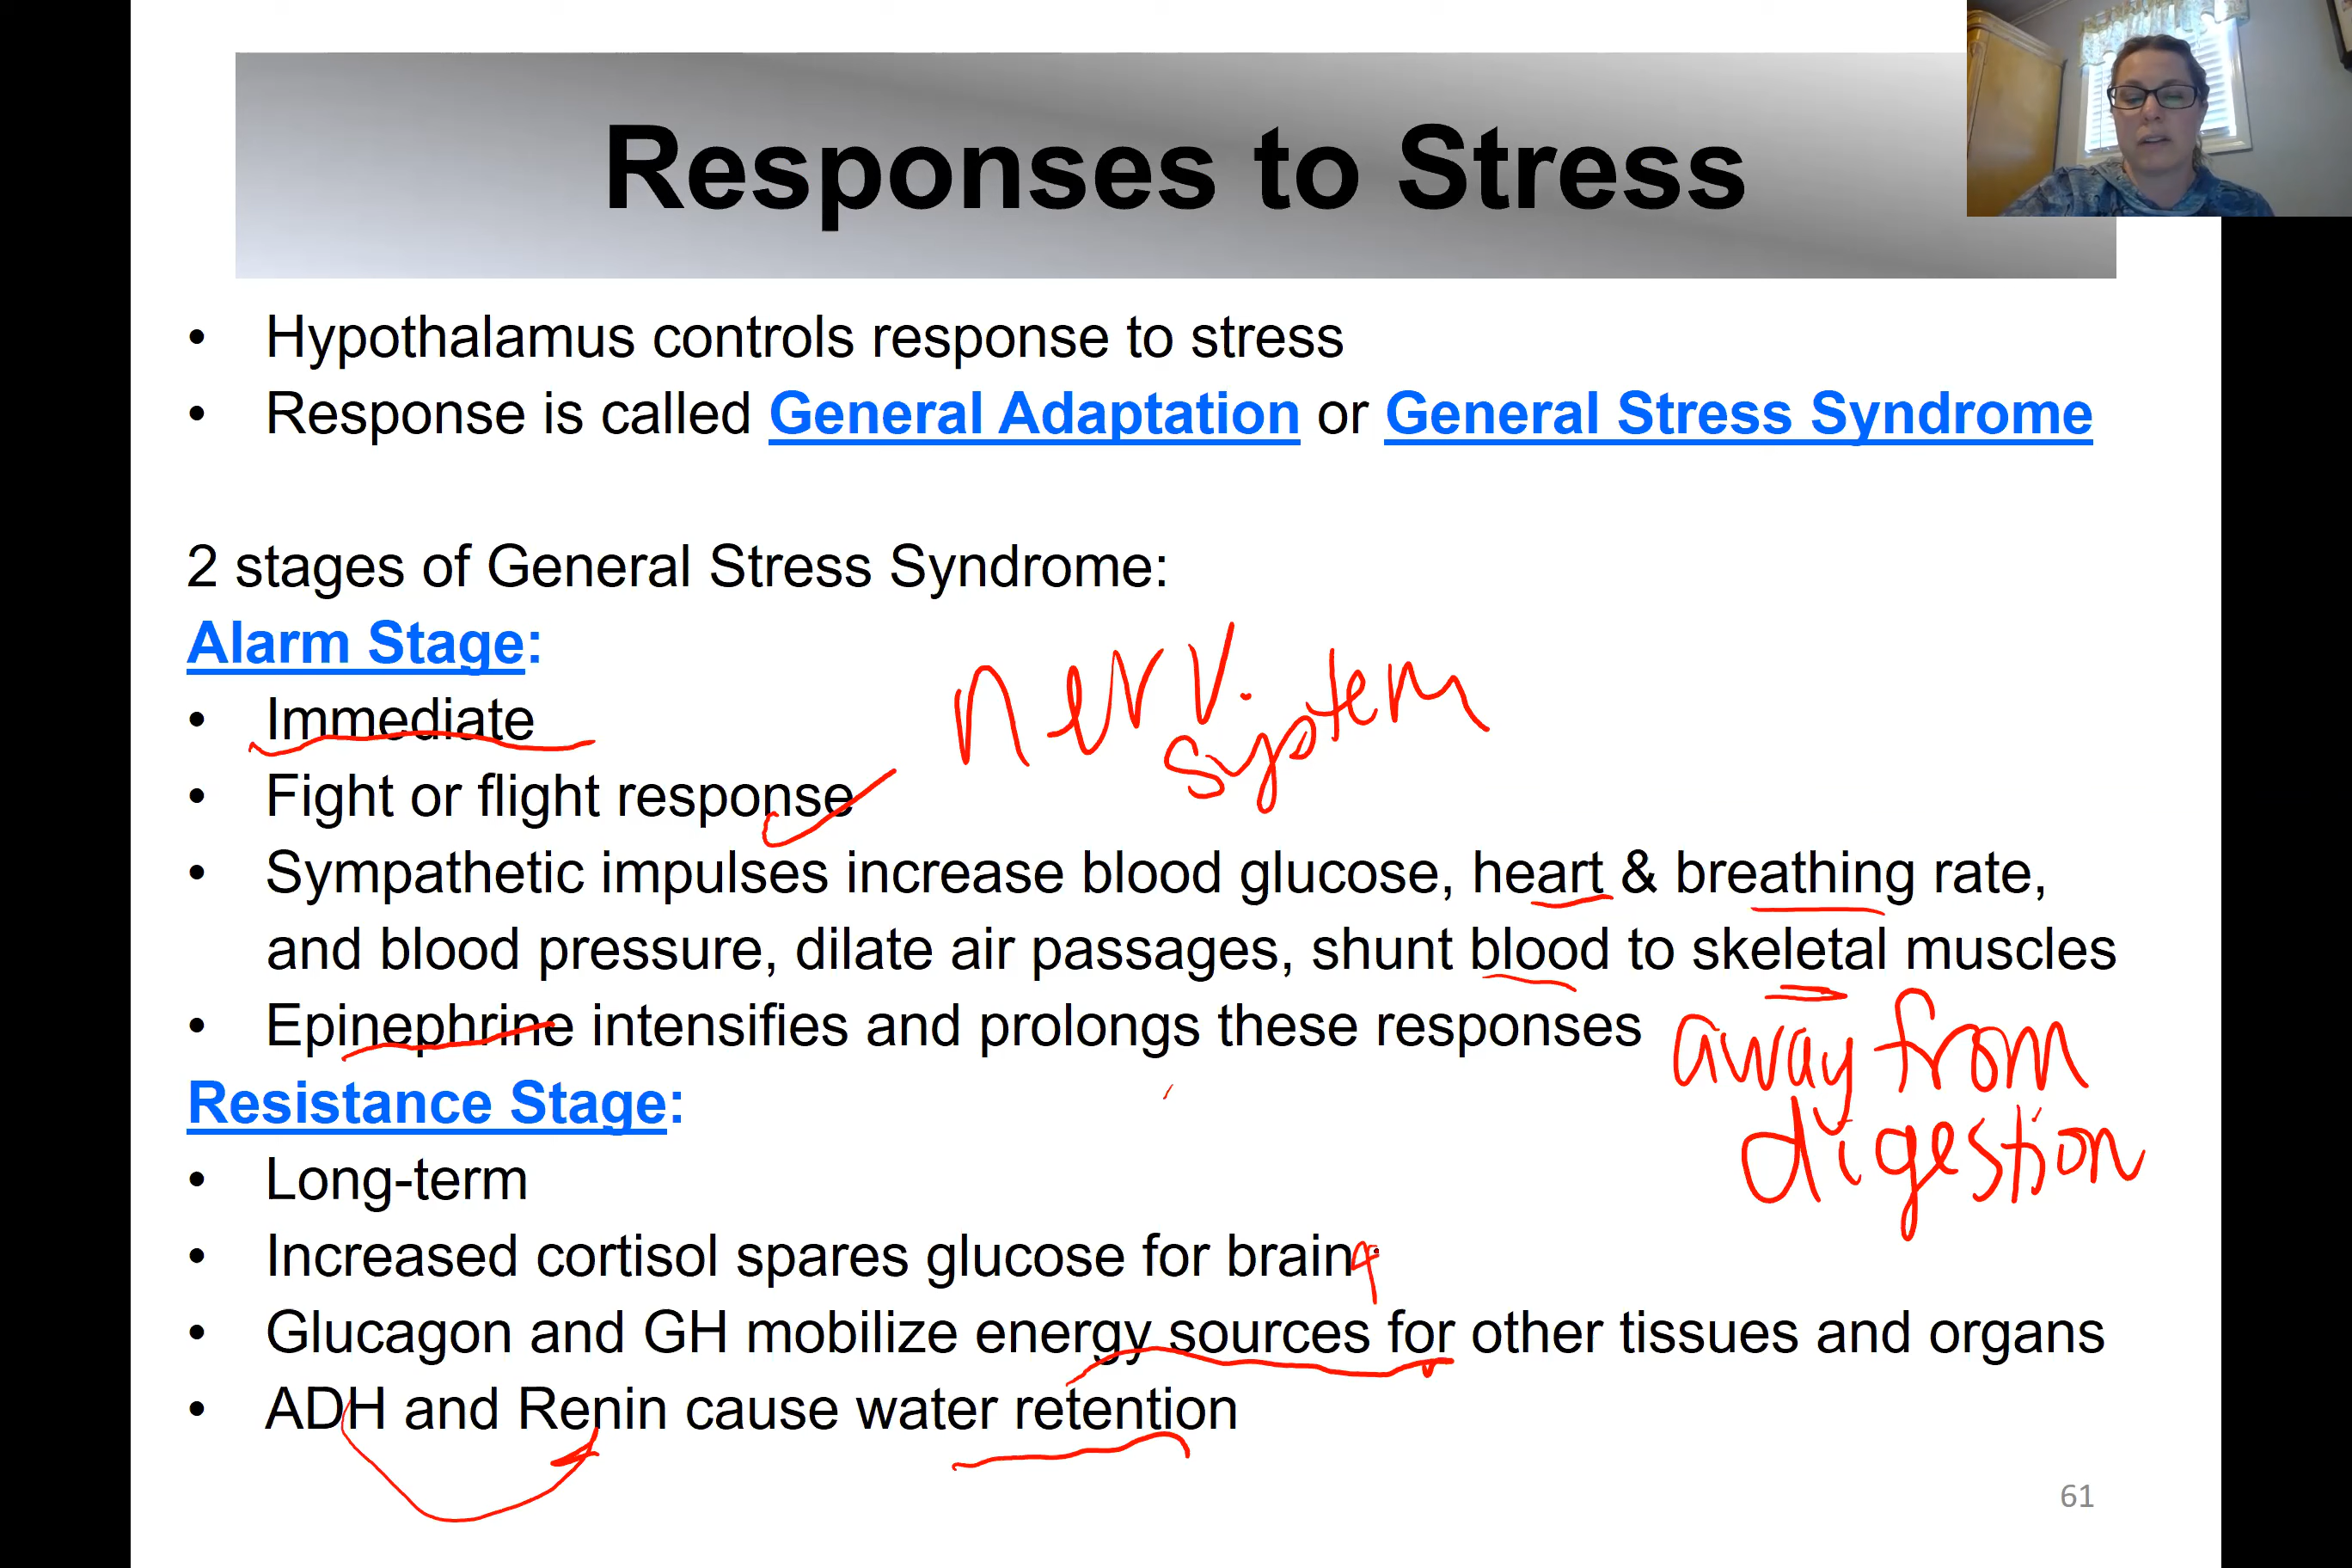 Responses to Stress
• Hypothalamus controls response to stress
• Response is called General Adaptation or General Stress Syndrome
2 stages of General Stress Syndrome:
Alarm Stage:
nerv.
system
• Immediate
• Fight or flight response
• Sympathetic impulses increase blood glucose, heart & breathing rate,
and blood pressure, dilate air passages, shunt blood to skeletal muscles
• Epinephrine intensifies and prolongs these responses
away from
digestion
Resistance Stage:
• Long-term
• Increased cortisol spares glucose for brain
• Glucagon and GH mobilize energy sources for other tissues and organs
• ADH and Renin cause water retention
61